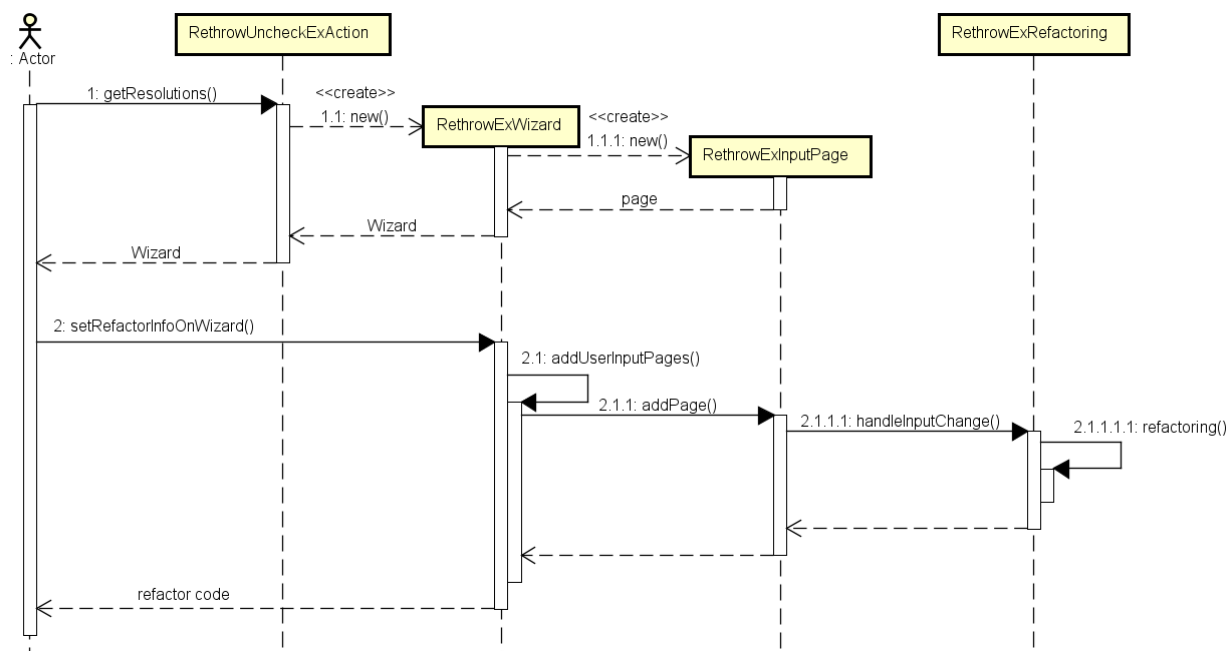 RethrowUncheckExAction
RethrowExRefactoring
: Actor
1: getResolutions()
<<create>>
1.1: new()
RethrowExWizard
<<create>>
1.1.1: new()
RethrowExInputPage
page
Wizard
Wizard
2: setRefactorInfoOnWizard()
2.1: addUserInputPages()
2.1.1: addPage()
2.1.1.1: handleInputChange()
2.1.1.1.1: refactoring()
refactor code